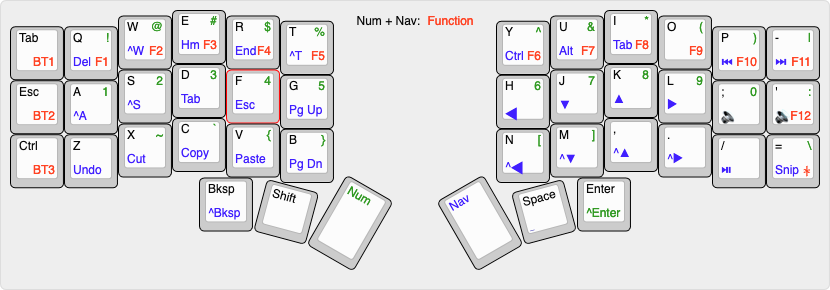 Num + Nav: Function
Tab BT1
Q ! Del F1
W @ ^W F2
E # Hm F3
R $ End F4
T % ^T F5
Y ^ Ctrl F6
U & Alt F7
I * Tab F8
O ( F9
P ) ⏮ F10
- | ⏭ F11
Esc BT2
A 1 ^A
S 2 ^S
D 3 Tab
F 4 Esc
G 5 Pg Up
H 6 ◀
J 7 ▼
K 8 ▲
L 9 ▶
; 0 🔈
' : 🔈 F12
Ctrl BT3
Z Undo
X ~ Cut
C ` Copy
V { Paste
B } Pg Dn
N [ ^◀
M ] ^▼
, ^▲
. ^▶
/ ⏯
= \ Snip *
Bksp ^Bksp
Shift
Num
Nav
Space _
Enter ^Enter